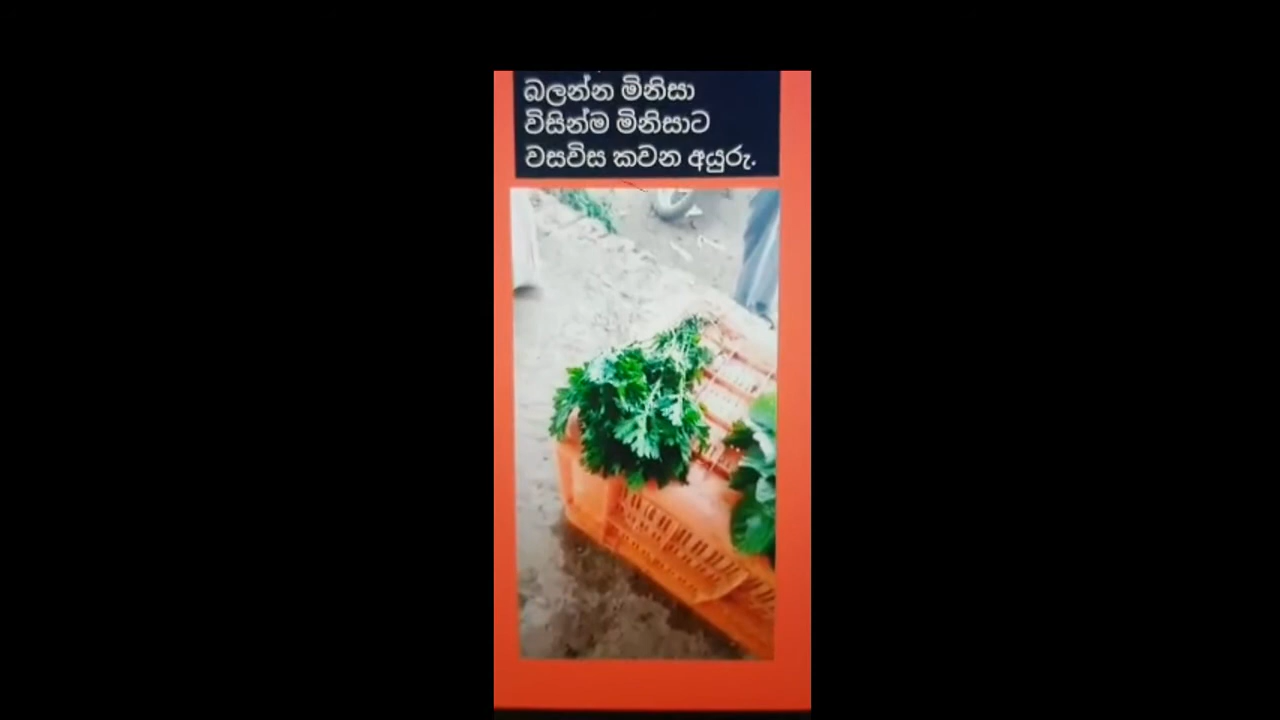 බලන්න මිනිසා
විසින්ම මිනිසාට
වසවිස කවන අයුරු.